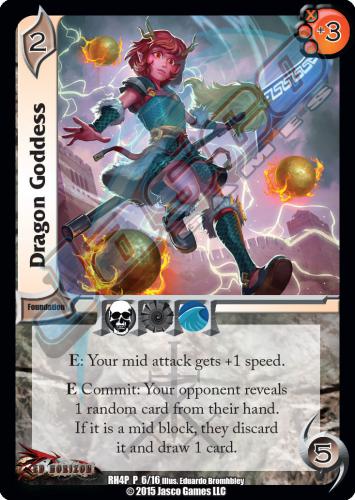 2
+3
Dragon Goddess
Foundation
E: Your mid attack gets +1 speed.
E Commit: Your opponent reveals
1 random card from their hand.
If it is a mid block, they discard
it and draw 1 card.
RED HORIZON
5
RH4P P 6/16 Illus. Eduardo Bromhbley
©2015 Jasco Games LLC